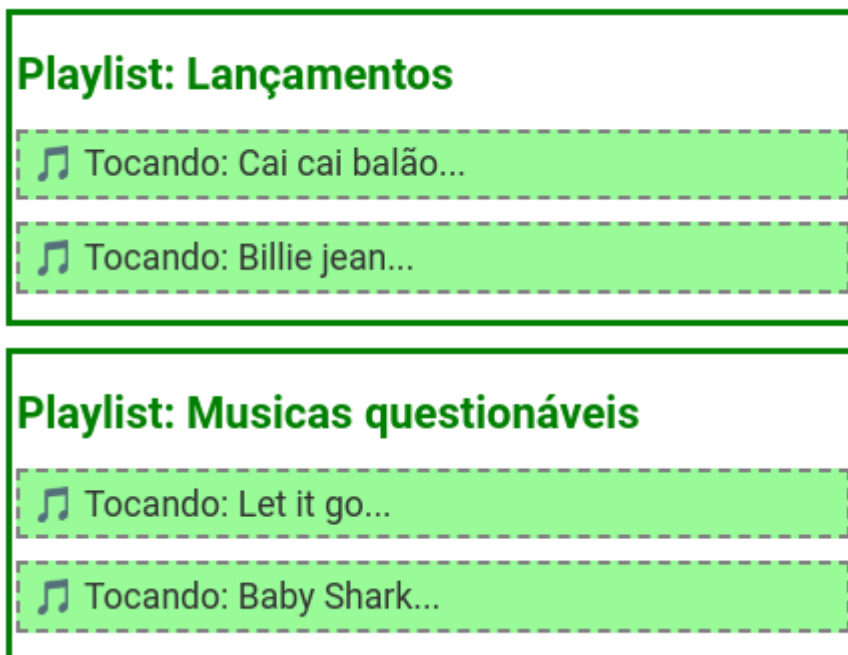 Playlist: Lançamentos
🎵 Tocando: Cai cai balão...
🎵 Tocando: Billie jean...
Playlist: Musicas questionáveis
🎵 Tocando: Let it go...
🎵 Tocando: Baby Shark...